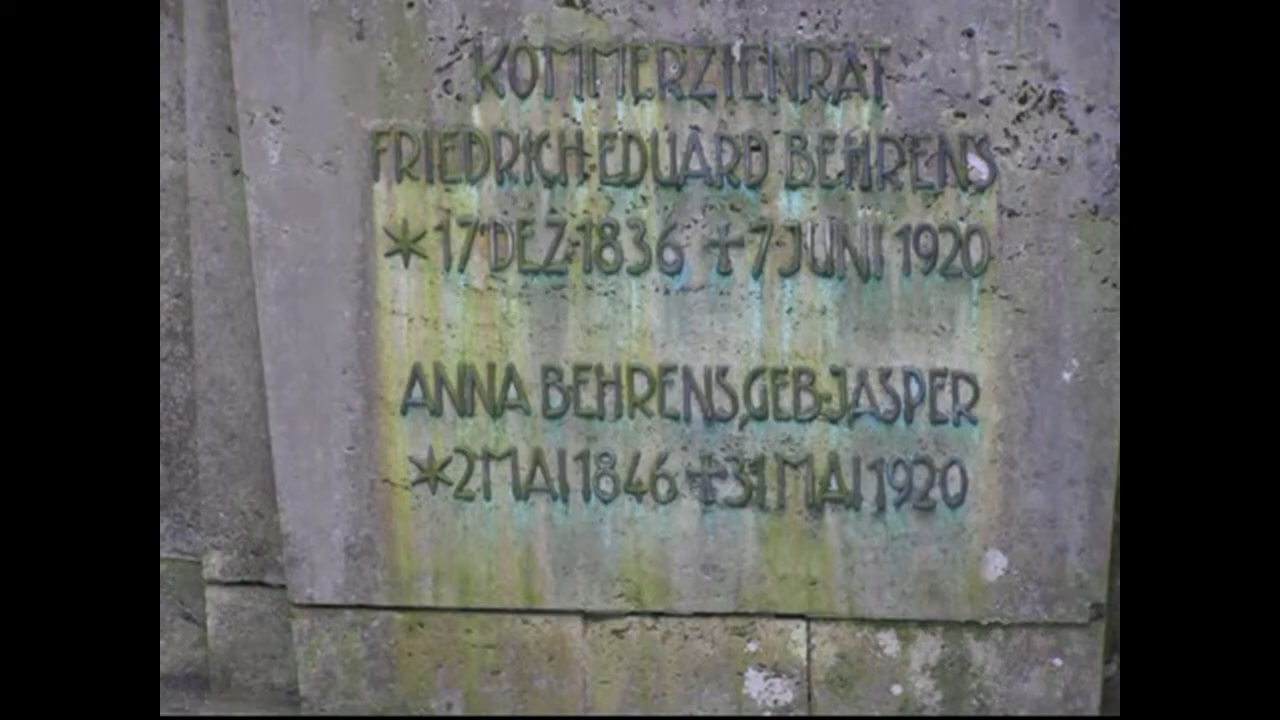 KOMMERZIENRAT
FRIEDRICH EDUARD BEHRENS
* 17 DEZ 1836 ✝ 7 JUNI 1920
ANNA BEHRENS, GEB. JASPER
* 2 MAI 1846 ✝ 31 MAI 1920